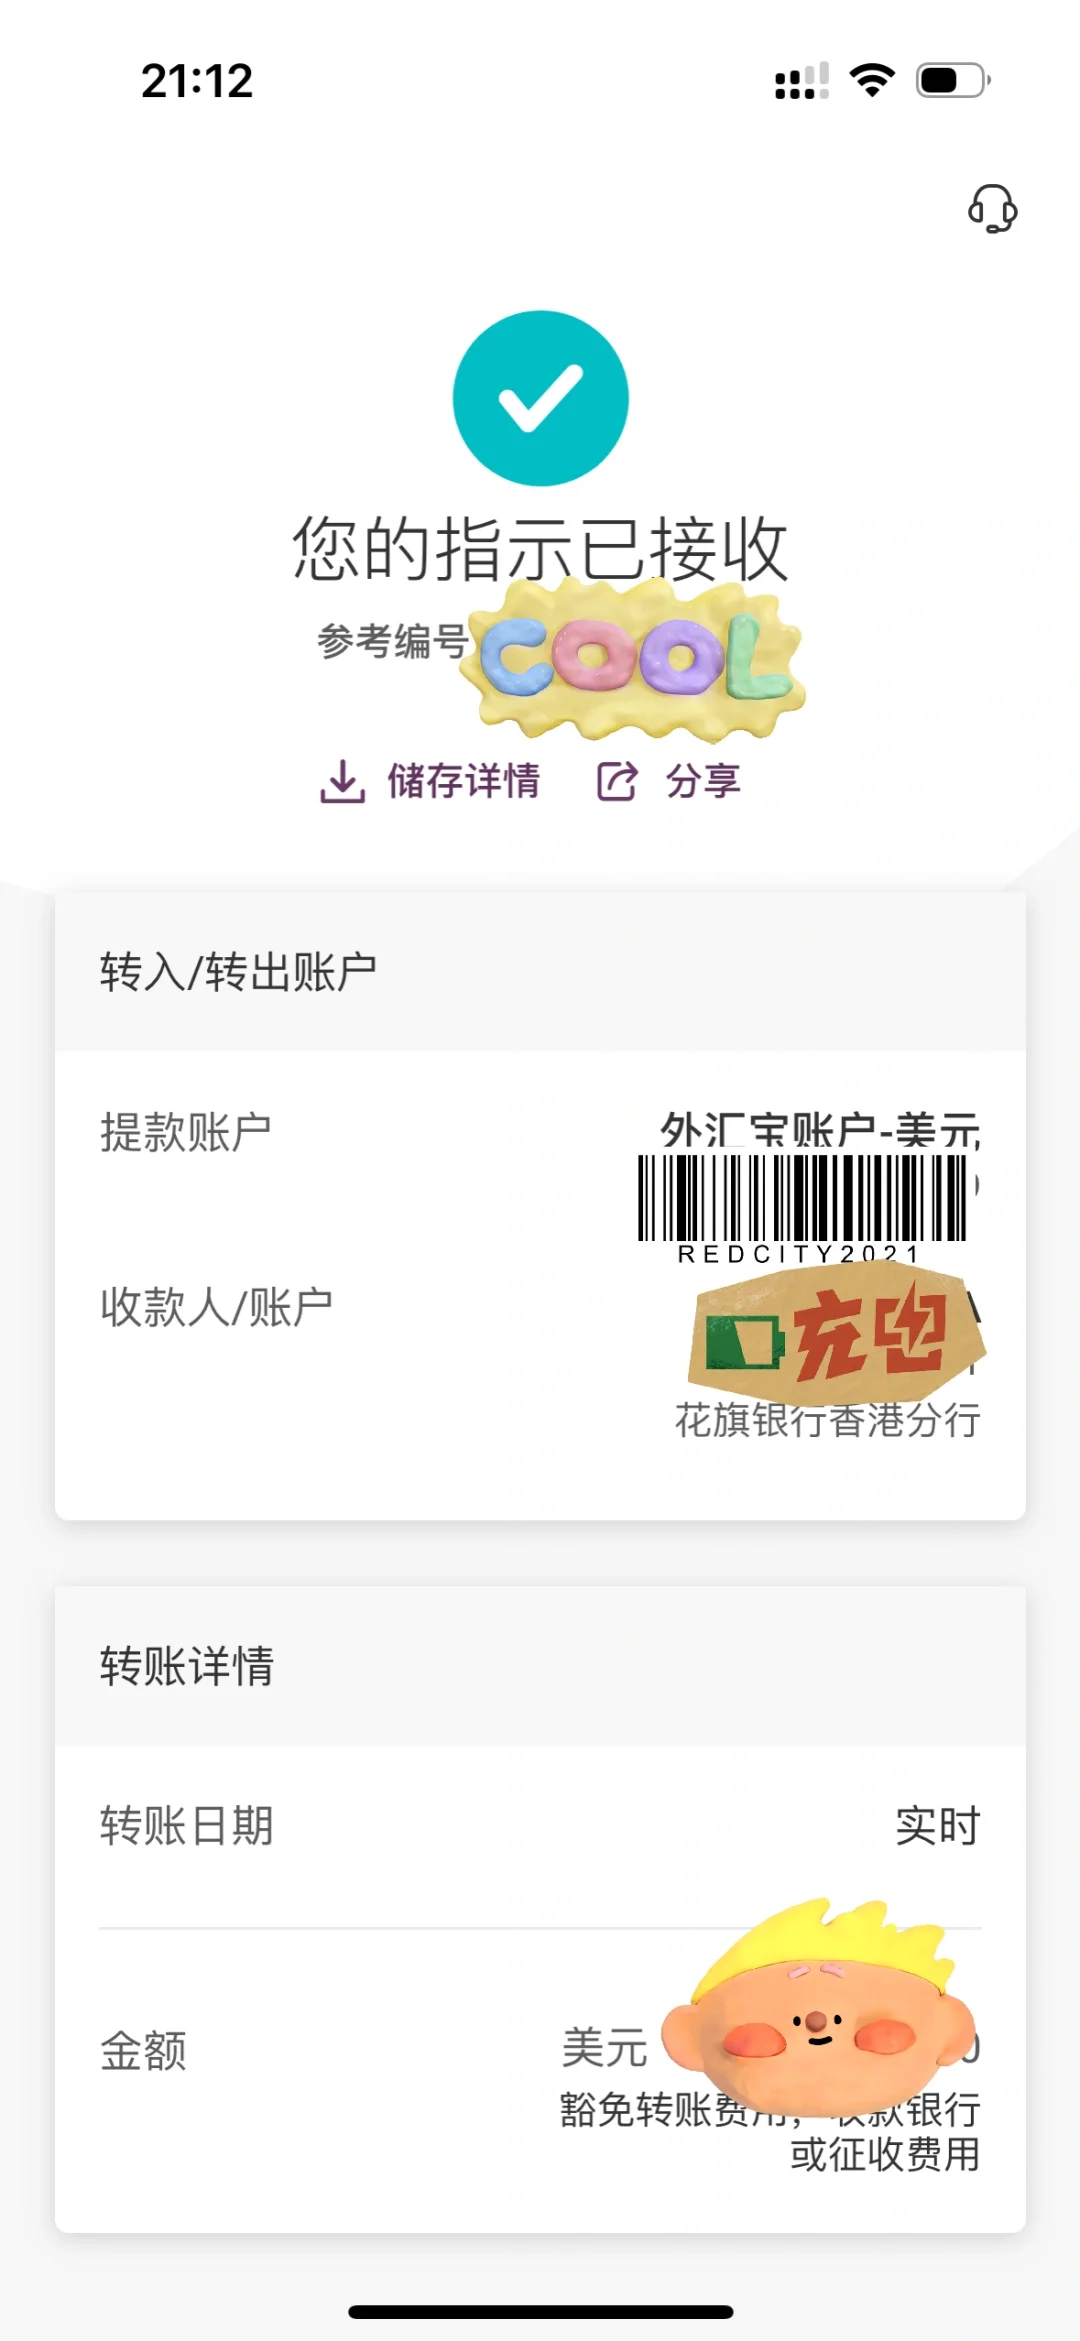 21:12
您的指示已接收
参考编号
COOL
储存详情 分享
转入/转出账户
提款账户 外汇宝账户-美元
REDCITY2021
收款人/账户
充电
花旗银行香港分行
转账详情
转账日期 实时
金额 美元 0
豁免转账费用，收款银行
或征收费用